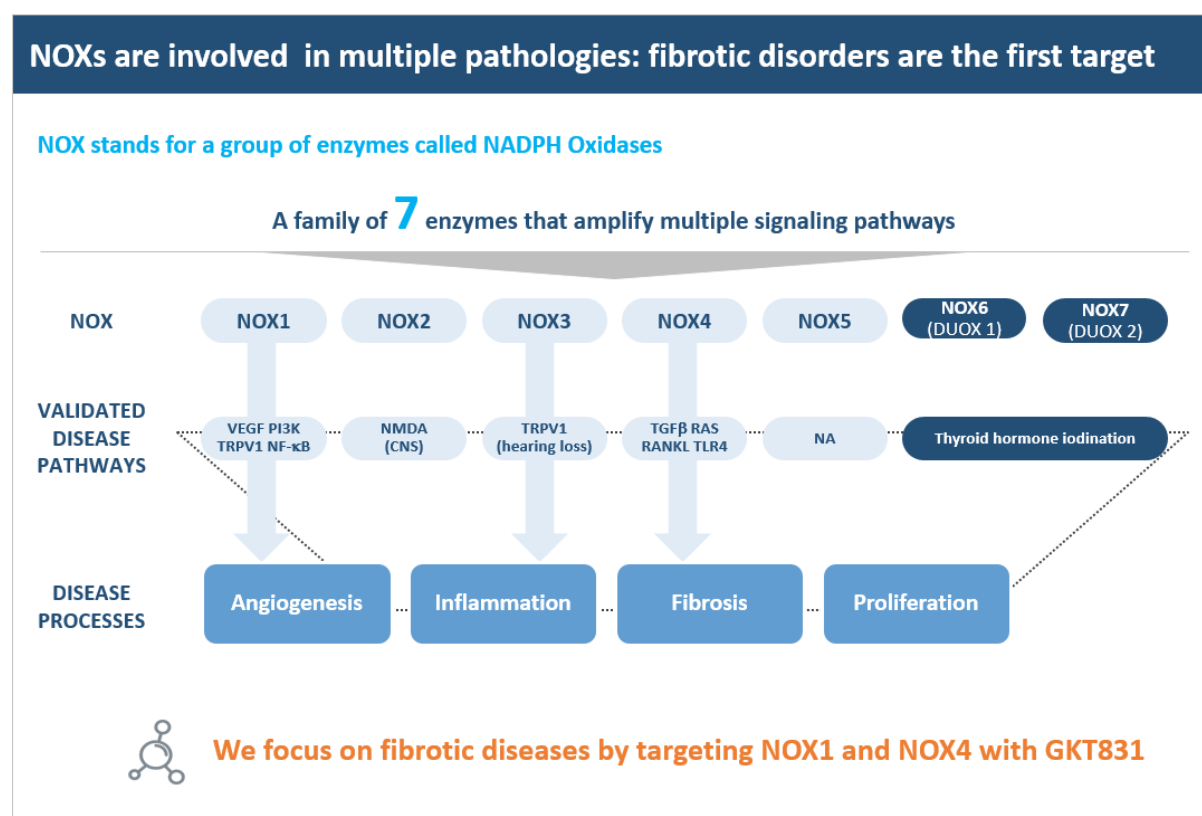 NOXs are involved in multiple pathologies: fibrotic disorders are the first target
NOX stands for a group of enzymes called NADPH Oxidases
A family of 7 enzymes that amplify multiple signaling pathways
NOX
NOX1
NOX2
NOX3
NOX4
NOX5
NOX6
(DUOX 1)
NOX7
(DUOX 2)
VALIDATED
DISEASE
PATHWAYS
VEGF PI3K
TRPV1 NF-κB
NMDA
(CNS)
TRPV1
(hearing loss)
TGFβ RAS
RANKL TLR4
NA
Thyroid hormone iodination
DISEASE
PROCESSES
Angiogenesis
Inflammation
Fibrosis
Proliferation
We focus on fibrotic diseases by targeting NOX1 and NOX4 with GKT831